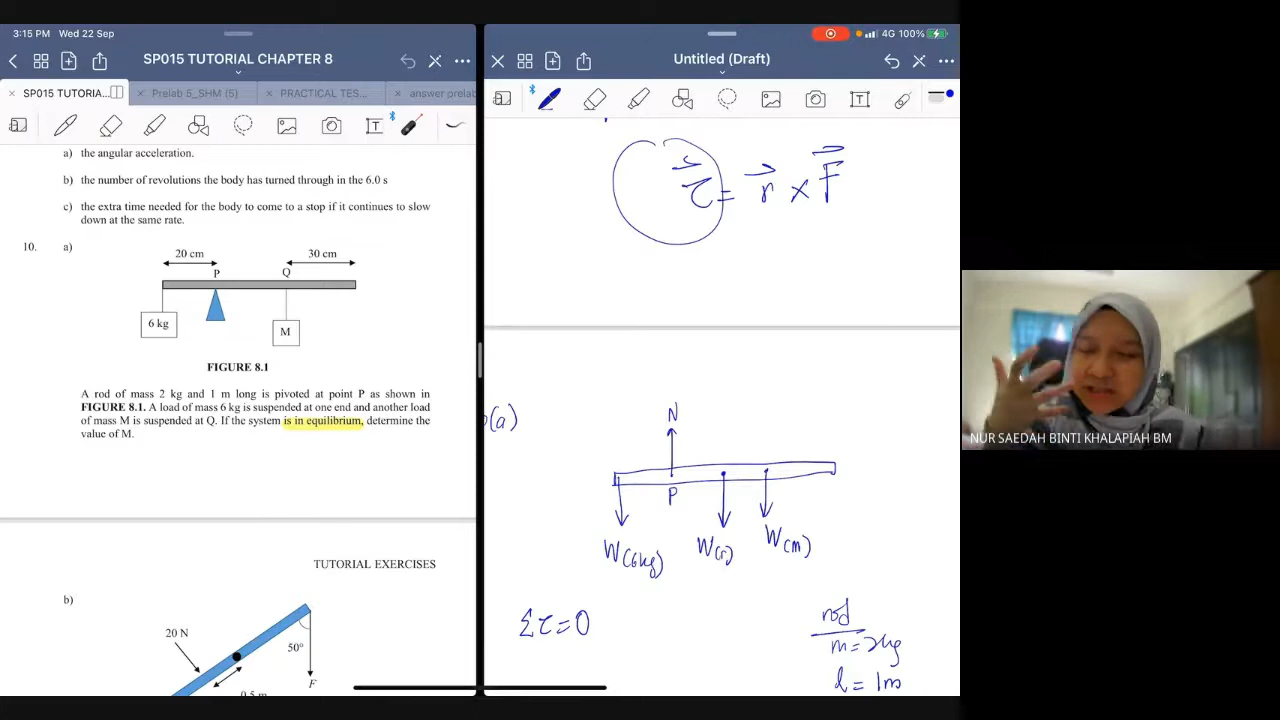 3:15 PM Wed 22 Sep
SP015 TUTORIAL CHAPTER 8
SP015 TUTORIA...
Prelab 5_SHM (5)
PRACTICAL TES...
answer prelab
a) the angular acceleration.
b) the number of revolutions the body has turned through in the 6.0 s
c) the extra time needed for the body to come to a stop if it continues to slow
down at the same rate.
10. a)
20 cm
30 cm
P
Q
6 kg
M
FIGURE 8.1
A rod of mass 2 kg and 1 m long is pivoted at point P as shown in
FIGURE 8.1. A load of mass 6 kg is suspended at one end and another load
of mass M is suspended at Q. If the system is in equilibrium, determine the
value of M.
TUTORIAL EXERCISES
b)
20 N
50°
F
0.5 m
4G 100%
Untitled (Draft)
T
τ⃗ = r⃗ × F⃗
(a)
N
P
W(6kg)
W(r)
W(m)
Στ=0
rod
m=2kg
l=1m
NUR SAEDAH BINTI KHALAPIAH BM